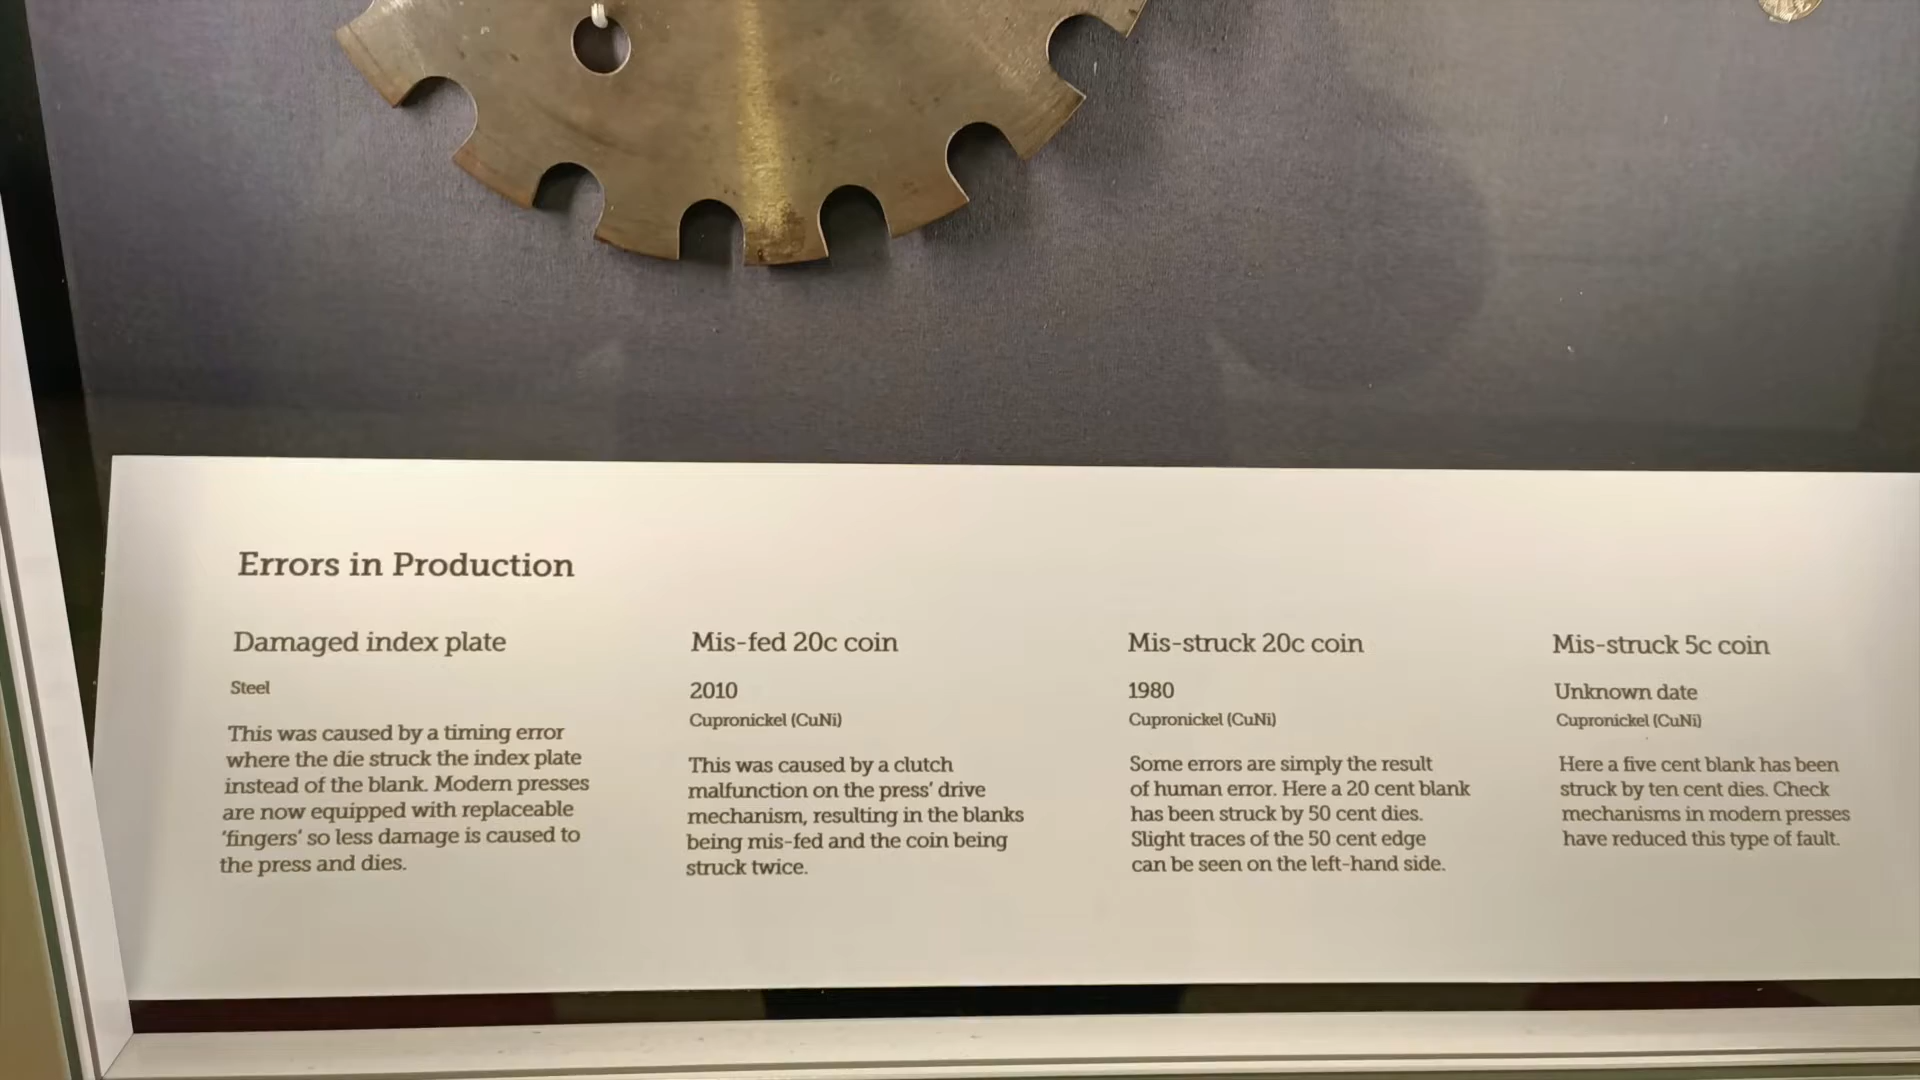 Errors in Production
Damaged index plate
Steel
This was caused by a timing error
where the die struck the index plate
instead of the blank. Modern presses
are now equipped with replaceable
‘fingers’ so less damage is caused to
the press and dies.
Mis-fed 20c coin
2010
Cupronickel (CuNi)
This was caused by a clutch
malfunction on the press’ drive
mechanism, resulting in the blanks
being mis-fed and the coin being
struck twice.
Mis-struck 20c coin
1980
Cupronickel (CuNi)
Some errors are simply the result
of human error. Here a 20 cent blank
has been struck by 50 cent dies.
Slight traces of the 50 cent edge
can be seen on the left-hand side.
Mis-struck 5c coin
Unknown date
Cupronickel (CuNi)
Here a five cent blank has been
struck by ten cent dies. Check
mechanisms in modern presses
have reduced this type of fault.